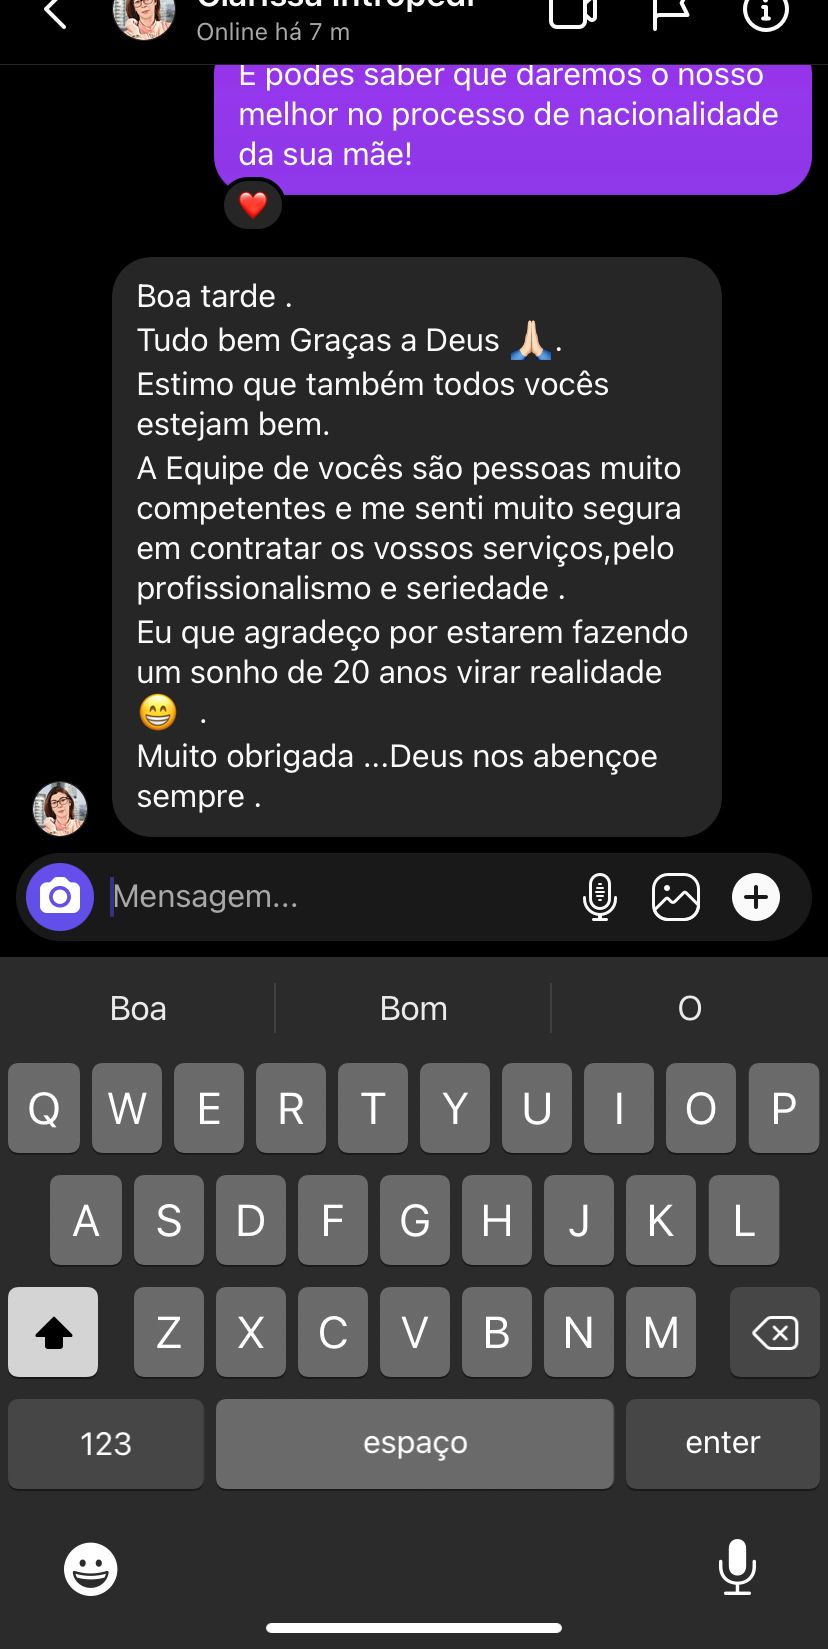 Online há 7 m
E podes saber que daremos o nosso
melhor no processo de nacionalidade
da sua mãe!
Boa tarde .
Tudo bem Graças a Deus 🙏🏻.
Estimo que também todos vocês
estejam bem.
A Equipe de vocês são pessoas muito
competentes e me senti muito segura
em contratar os vossos serviços,pelo
profissionalismo e seriedade .
Eu que agradeço por estarem fazendo
um sonho de 20 anos virar realidade
😁 .
Muito obrigada ...Deus nos abençoe
sempre .
Mensagem...
Boa Bom O
Q W E R T Y U I O P
A S D F G H J K L
Z X C V B N M
123 espaço enter